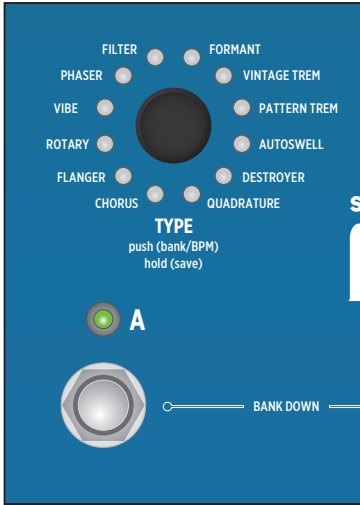 FILTER
FORMANT
PHASER
VINTAGE TREM
VIBE
PATTERN TREM
ROTARY
AUTOSWELL
FLANGER
DESTROYER
CHORUS
QUADRATURE
TYPE
push (bank/BPM)
hold (save)
S
A
BANK DOWN